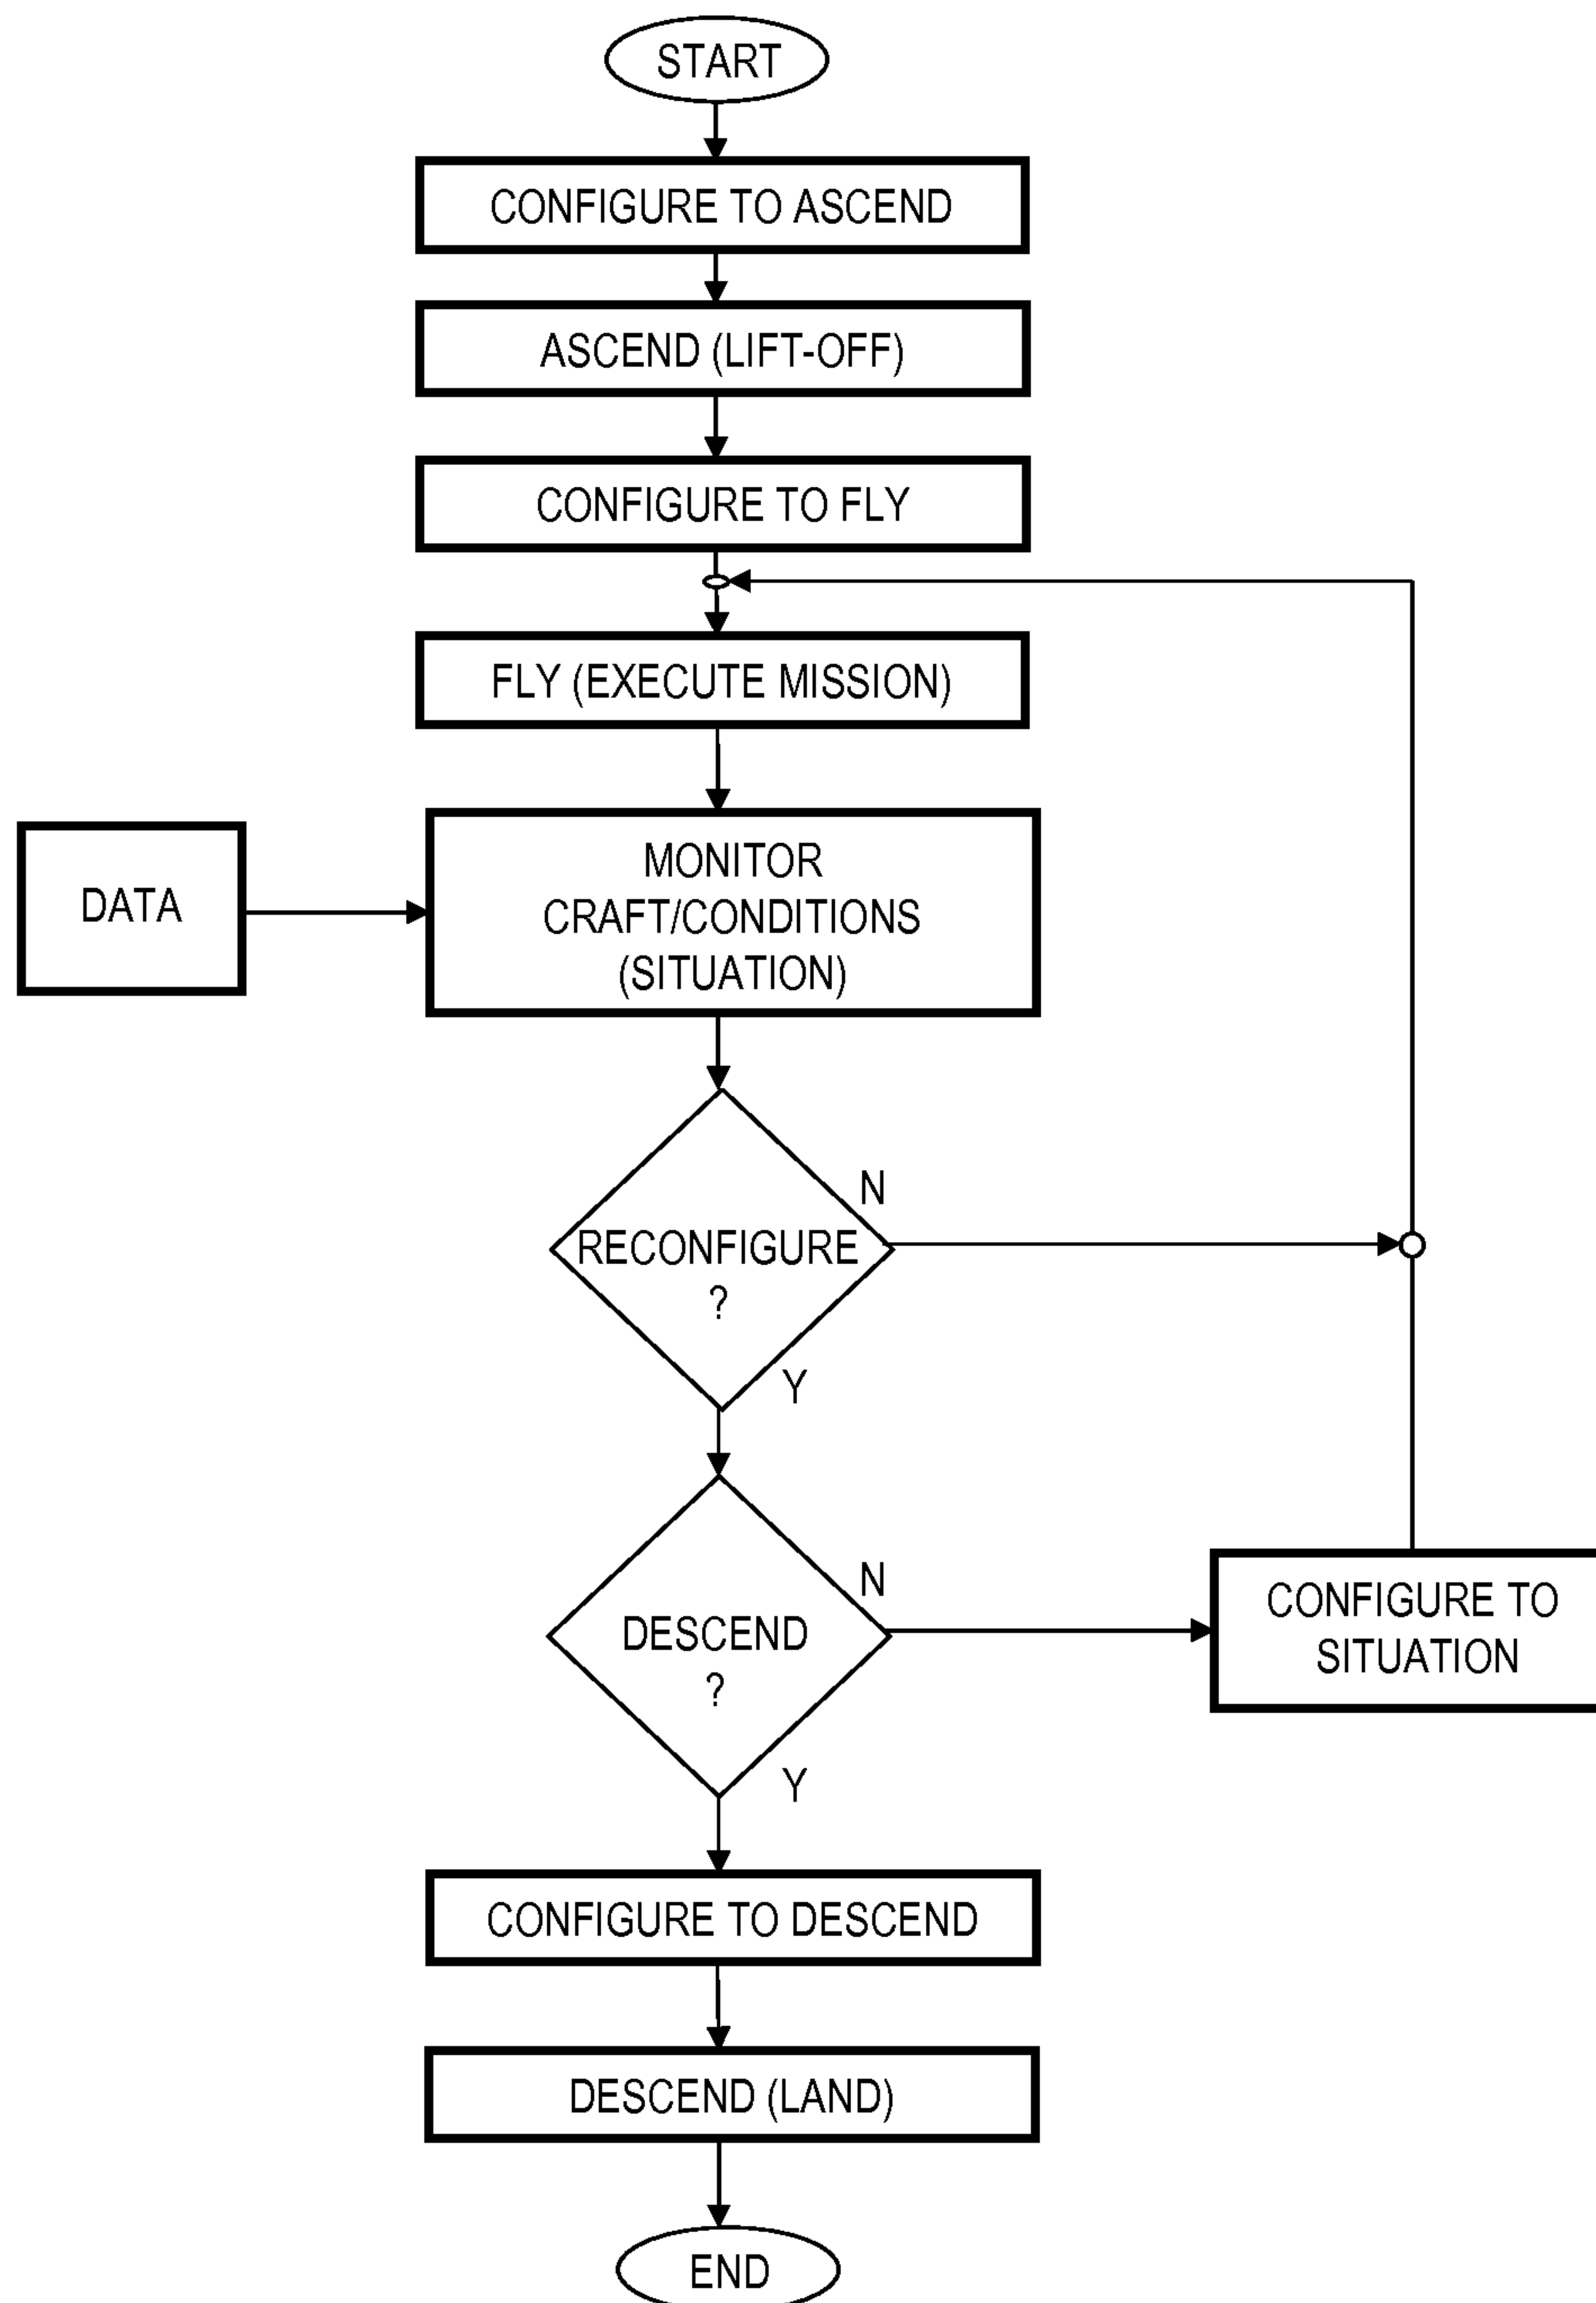 START
CONFIGURE TO ASCEND
ASCEND (LIFT-OFF)
CONFIGURE TO FLY
FLY (EXECUTE MISSION)
DATA
MONITOR
CRAFT/CONDITIONS
(SITUATION)
N
RECONFIGURE
?
Y
N
DESCEND
?
Y
CONFIGURE TO
SITUATION
CONFIGURE TO DESCEND
DESCEND (LAND)
END